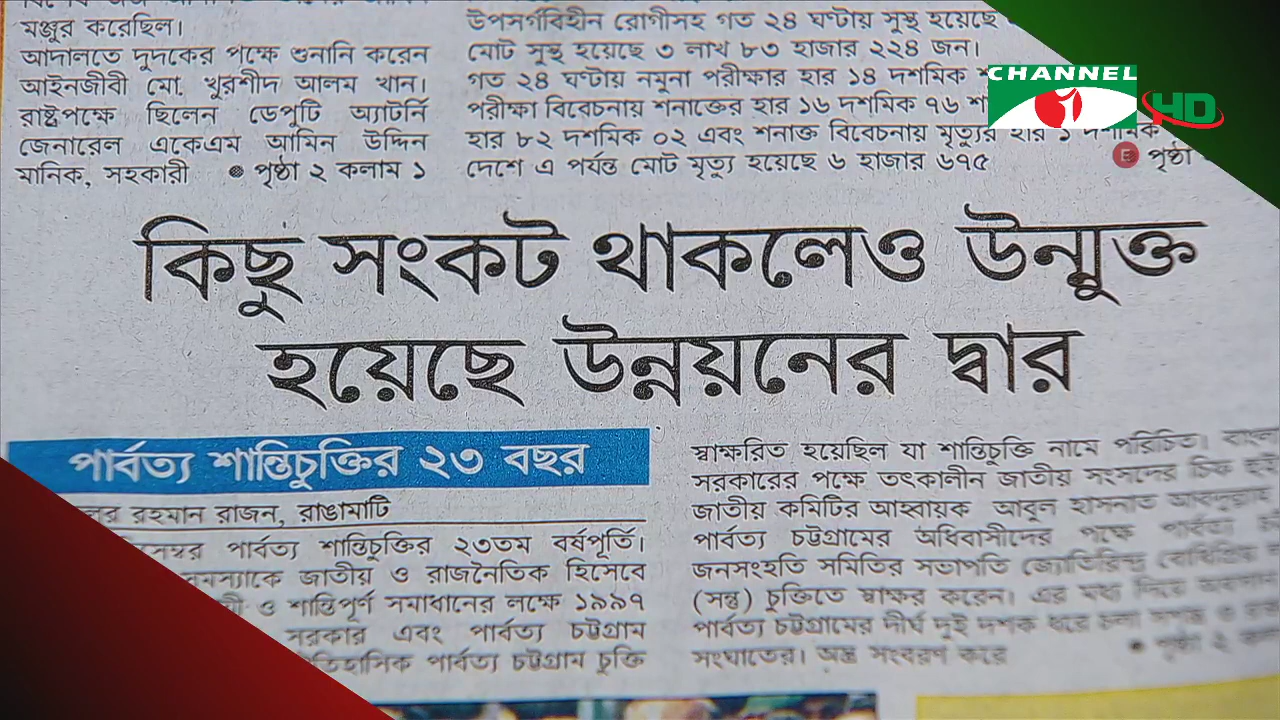 মঞ্জুর করেছিল।
আদালতে দুদকের পক্ষে শুনানি করেন
আইনজীবী মো. খুরশীদ আলম খান।
রাষ্ট্রপক্ষে ছিলেন ডেপুটি অ্যাটর্নি
জেনারেল একেএম আমিন উদ্দিন
মানিক, সহকারী ● পৃষ্ঠা ২ কলাম ১
উপসর্গবিহীন রোগীসহ গত ২৪ ঘণ্টায় সুস্থ হয়েছে
মোট সুস্থ হয়েছে ৩ লাখ ৮৩ হাজার ২২৪ জন।
গত ২৪ ঘণ্টায় নমুনা পরীক্ষার হার ১৪ দশমিক
পরীক্ষা বিবেচনায় শনাক্তের হার ১৬ দশমিক ৭৬
হার ৮২ দশমিক ০২ এবং শনাক্ত বিবেচনায় মৃত্যুর হার ১ দশমিক
দেশে এ পর্যন্ত মোট মৃত্যু হয়েছে ৬ হাজার ৬৭৫ পৃষ্ঠা
CHANNEL
HD
কিছু সংকট থাকলেও উন্মুক্ত
হয়েছে উন্নয়নের দ্বার
পার্বত্য শান্তিচুক্তির ২৩ বছর
রহমান রাজন, রাঙামাটি
পার্বত্য শান্তিচুক্তির ২৩তম বর্ষপূর্তি।
জাতীয় ও রাজনৈতিক হিসেবে
ও শান্তিপূর্ণ সমাধানের লক্ষে ১৯৯৭
সরকার এবং পার্বত্য চট্টগ্রাম
পার্বত্য চট্টগ্রাম চুক্তি
স্বাক্ষরিত হয়েছিল যা শান্তিচুক্তি নামে পরিচিত।
সরকারের পক্ষে তৎকালীন জাতীয় সংসদের চিফ
জাতীয় কমিটির আহ্বায়ক আবুল হাসনাত
পার্বত্য চট্টগ্রামের অধিবাসীদের পক্ষে পার্বত্য
জনসংহতি সমিতির সভাপতি জ্যোতিরিন্দ্র বোধিপ্রিয়
(সন্তু) চুক্তিতে স্বাক্ষর করেন। এর মধ্য দিয়ে
পার্বত্য চট্টগ্রামের দীর্ঘ দুই দশক ধরে চলা
সংঘাতের। অস্ত্র সংবরণ করে